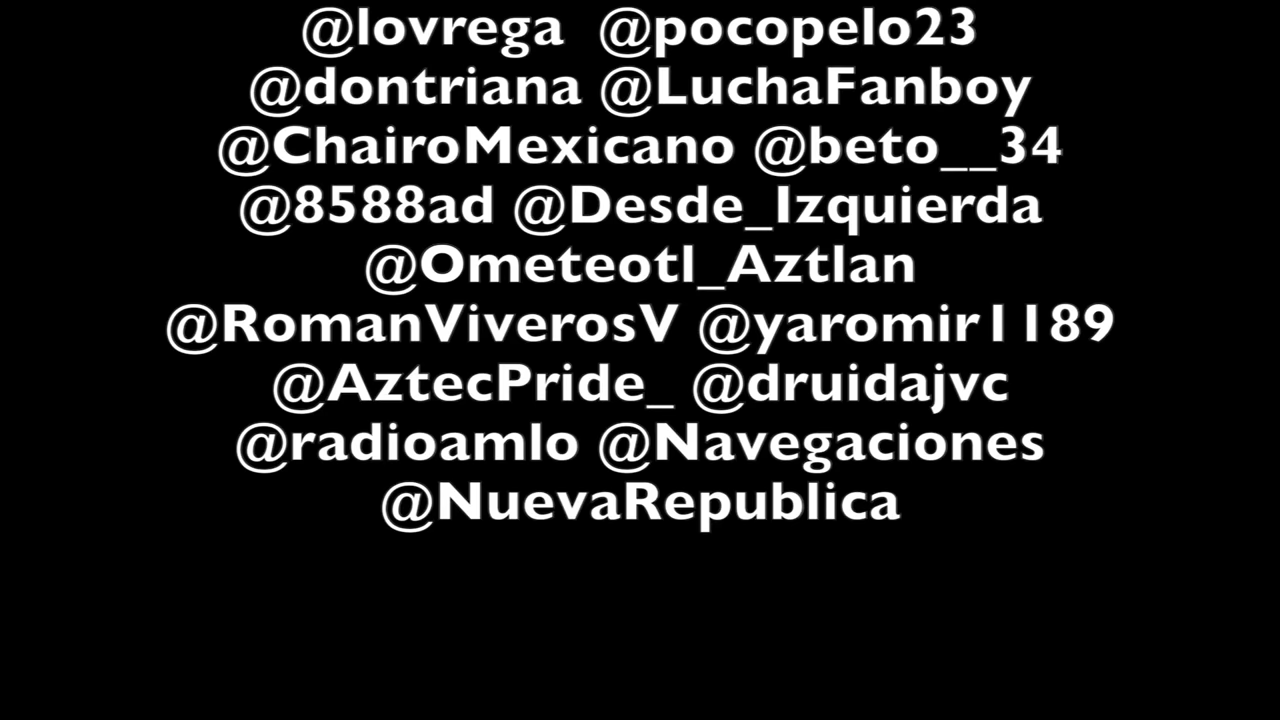 @lovrega @pocopelo23
@dontriana @LuchaFanboy
@ChairoMexicano @beto__34
@8588ad @Desde_Izquierda
@Ometeotl_Aztlan
@RomanViverosV @yaromir1189
@AztecPride_ @druidajvc
@radioamlo @Navegaciones
@NuevaRepublica